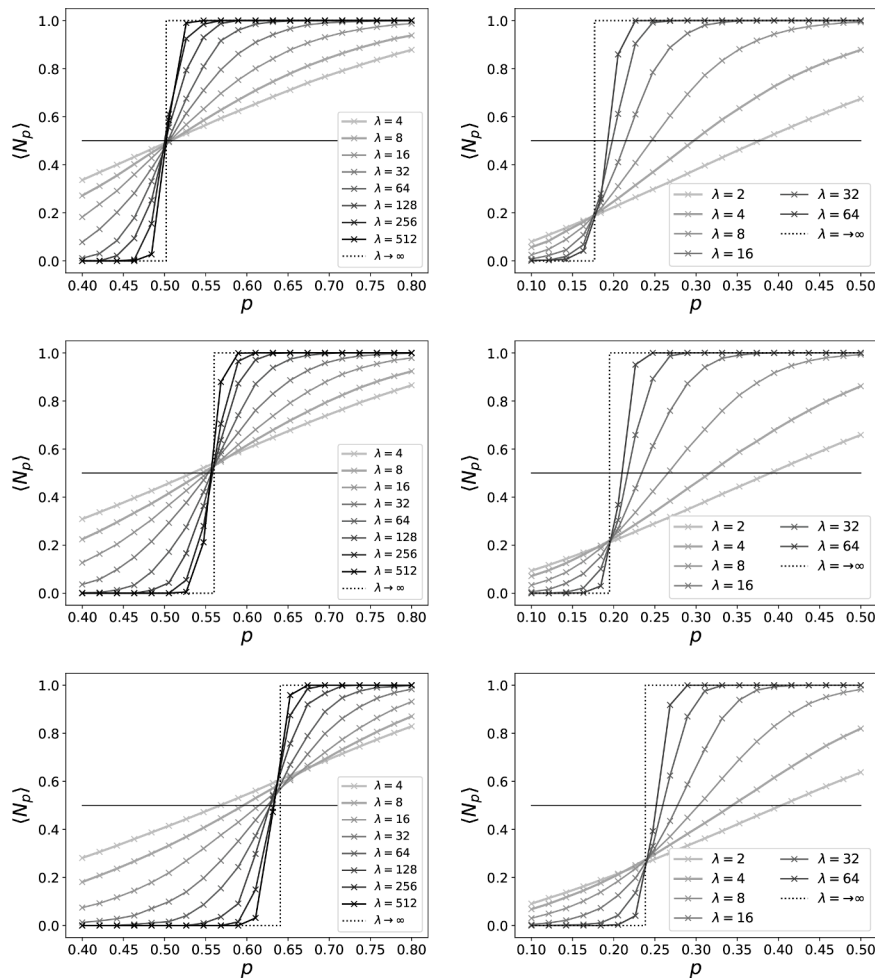 1.0
0.8
0.6
0.4
0.2
0.0
⟨Nₚ⟩
0.40 0.45 0.50 0.55 0.60 0.65 0.70 0.75 0.80
p
λ = 4
λ = 8
λ = 16
λ = 32
λ = 64
λ = 128
λ = 256
λ = 512
λ → ∞
1.0
0.8
0.6
0.4
0.2
0.0
⟨Nₚ⟩
0.10 0.15 0.20 0.25 0.30 0.35 0.40 0.45 0.50
p
λ = 2
λ = 4
λ = 8
λ = 16
λ = 32
λ = 64
λ = →∞
1.0
0.8
0.6
0.4
0.2
0.0
⟨Nₚ⟩
0.40 0.45 0.50 0.55 0.60 0.65 0.70 0.75 0.80
p
λ = 4
λ = 8
λ = 16
λ = 32
λ = 64
λ = 128
λ = 256
λ = 512
λ → ∞
1.0
0.8
0.6
0.4
0.2
0.0
⟨Nₚ⟩
0.10 0.15 0.20 0.25 0.30 0.35 0.40 0.45 0.50
p
λ = 2
λ = 4
λ = 8
λ = 16
λ = 32
λ = 64
λ = →∞
1.0
0.8
0.6
0.4
0.2
0.0
⟨Nₚ⟩
0.40 0.45 0.50 0.55 0.60 0.65 0.70 0.75 0.80
p
λ = 4
λ = 8
λ = 16
λ = 32
λ = 64
λ = 128
λ = 256
λ = 512
λ → ∞
1.0
0.8
0.6
0.4
0.2
0.0
⟨Nₚ⟩
0.10 0.15 0.20 0.25 0.30 0.35 0.40 0.45 0.50
p
λ = 2
λ = 4
λ = 8
λ = 16
λ = 32
λ = 64
λ = →∞